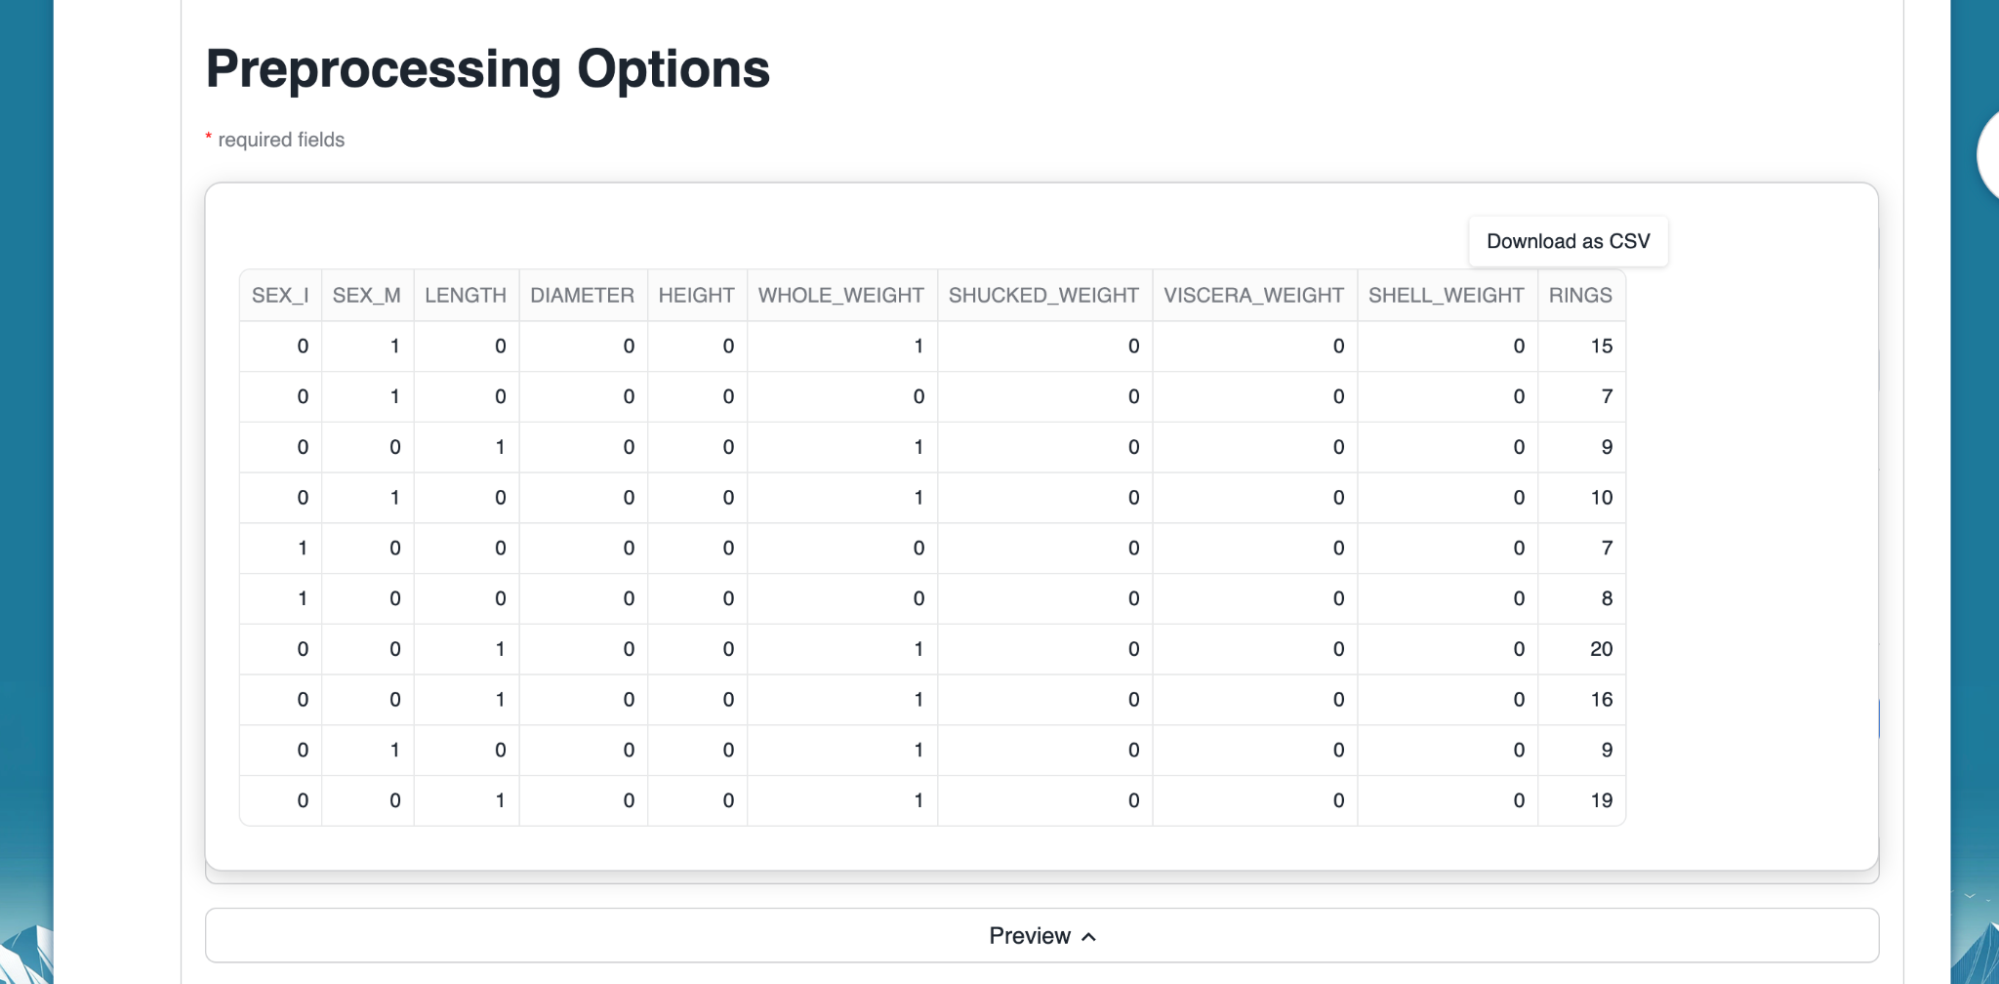 Preprocessing Options
* required fields
Download as CSV
SEX_I SEX_M LENGTH DIAMETER HEIGHT WHOLE_WEIGHT SHUCKED_WEIGHT VISCERA_WEIGHT SHELL_WEIGHT RINGS
0 1 0 0 0 1 0 0 0 15
0 1 0 0 0 0 0 0 0 7
0 0 1 0 0 1 0 0 0 9
0 1 0 0 0 1 0 0 0 10
1 0 0 0 0 0 0 0 0 7
1 0 0 0 0 0 0 0 0 8
0 0 1 0 0 1 0 0 0 20
0 0 1 0 0 1 0 0 0 16
0 1 0 0 0 1 0 0 0 9
0 0 1 0 0 1 0 0 0 19
Preview